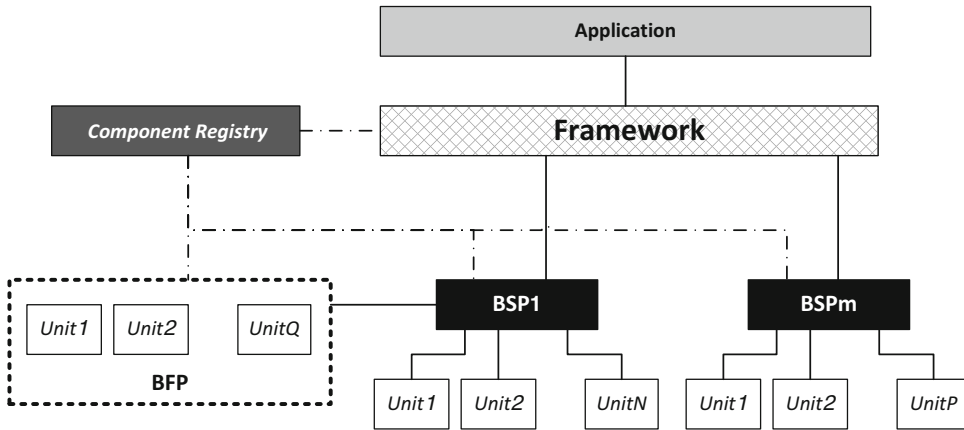 Application
Component Registry
Framework
BSP1
BSPm
Unit1
Unit2
UnitQ
BFP
Unit1
Unit2
UnitN
Unit1
Unit2
UnitP